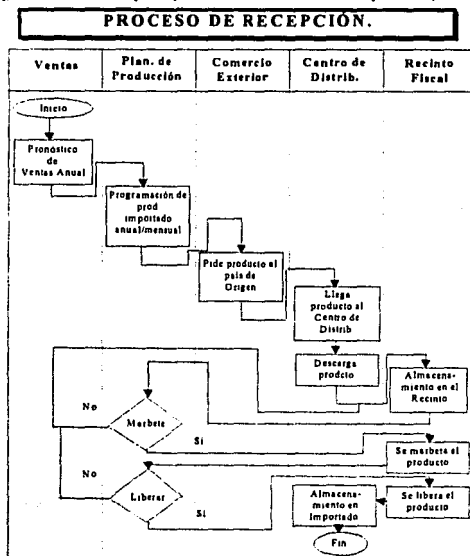 PROCESO DE RECEPCIÓN.
Ventas
Plan. de
Producción
Comercio
Exterior
Centro de
Distrib.
Recinto
Fiscal
Inicio
Pronóstico
de
Ventas Anual
Programación de
prod
importado
anual/mensual
Pide producto al
país de
Origen
Llega
producto al
Centro de
Distrib
Descarga
prodcto
Almacena-
miento en el
Recinto
No
Marbete
Si
Se marbeta el
producto
No
Liberar
Si
Almacena-
miento en
Importado
Se libera el
producto
Fin